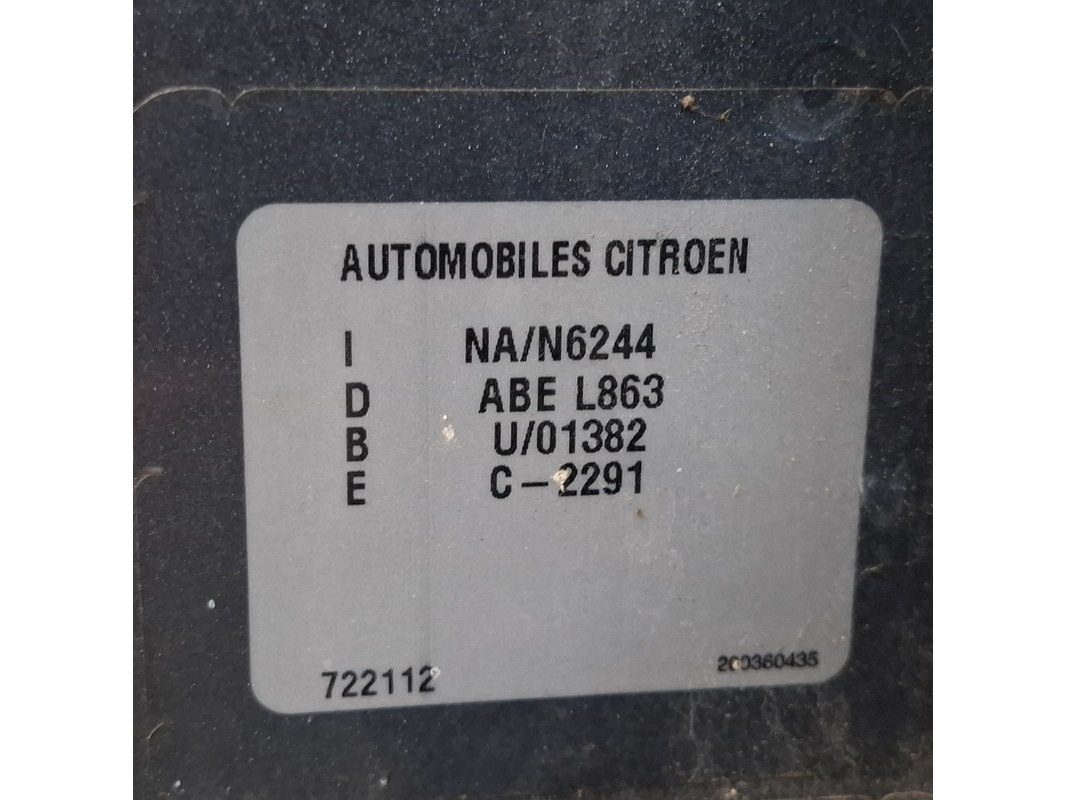 AUTOMOBILES CITROEN
I NA/N6244
D ABE L863
B U/01382
E C-2291
722112 200360435